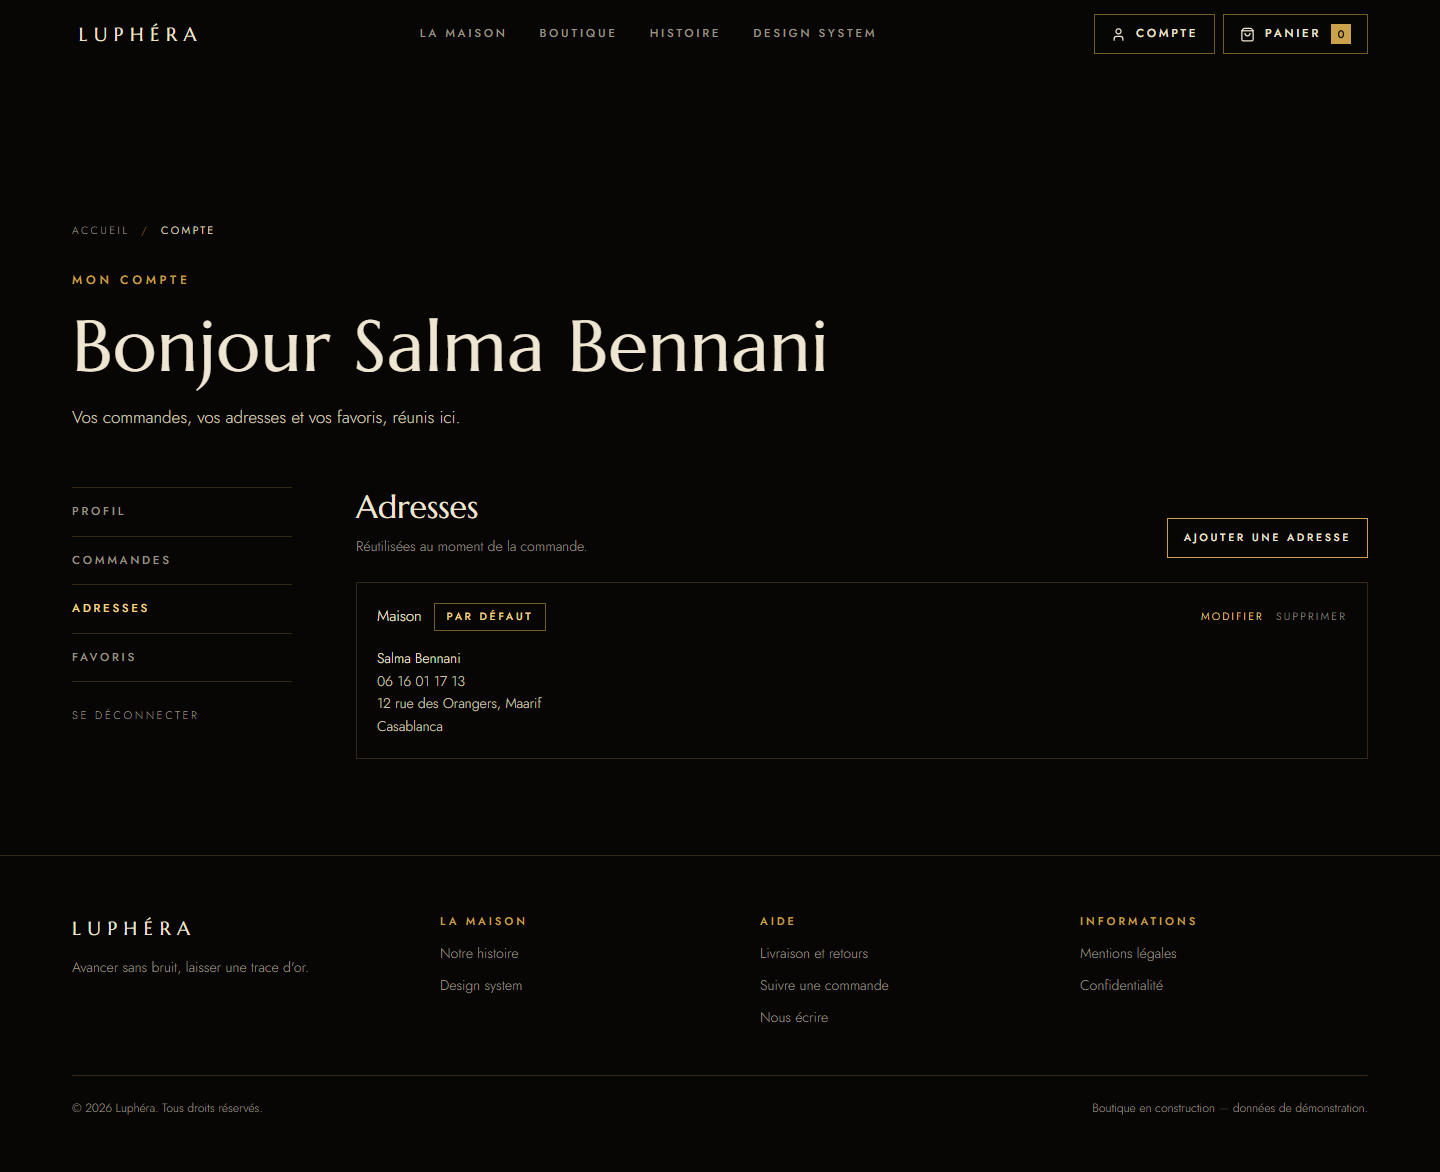 LUPHÉRA
LA MAISON
BOUTIQUE
HISTOIRE
DESIGN SYSTEM
COMPTE
PANIER 0
ACCUEIL / COMPTE
MON COMPTE
Bonjour Salma Bennani
Vos commandes, vos adresses et vos favoris, réunis ici.
PROFIL
COMMANDES
ADRESSES
FAVORIS
SE DÉCONNECTER
Adresses
Réutilisées au moment de la commande.
AJOUTER UNE ADRESSE
Maison PAR DÉFAUT
MODIFIER SUPPRIMER
Salma Bennani
06 16 01 17 13
12 rue des Orangers, Maarif
Casablanca
LUPHÉRA
Avancer sans bruit, laisser une trace d'or.
LA MAISON
Notre histoire
Design system
AIDE
Livraison et retours
Suivre une commande
Nous écrire
INFORMATIONS
Mentions légales
Confidentialité
© 2026 Luphéra. Tous droits réservés.
Boutique en construction — données de démonstration.